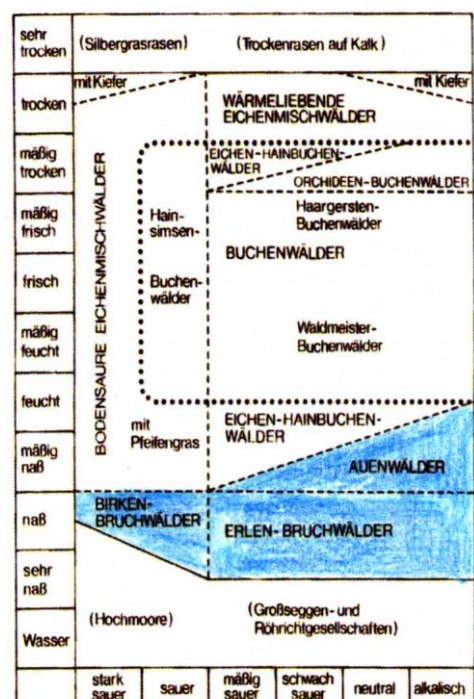 sehr
trocken
(Silbergrasrasen)
(Trockenrasen auf Kalk)
mit Kiefer
mit Kiefer
trocken
WÄRMELIEBENDE
EICHENMISCHWÄLDER
mäßig
trocken
EICHEN-HAINBUCHEN-
WÄLDER
ORCHIDEEN-BUCHENWÄLDER
BODENSAURE EICHENMISCHWÄLDER
mäßig
frisch
Hain-
simsen-
Haargersten-
Buchenwälder
BUCHENWÄLDER
frisch
Buchen-
wälder
mäßig
feucht
Waldmeister-
Buchenwälder
feucht
mit
Pfeifengras
EICHEN-HAINBUCHEN-
WÄLDER
mäßig
naß
AUENWÄLDER
naß
BIRKEN-
BRUCHWÄLDER
ERLEN-BRUCHWÄLDER
sehr
naß
Wasser
(Hochmoore)
(Großseggen- und
Röhrichtgesellschaften)
stark
sauer
sauer
mäßig
sauer
schwach
sauer
neutral
alkalisch